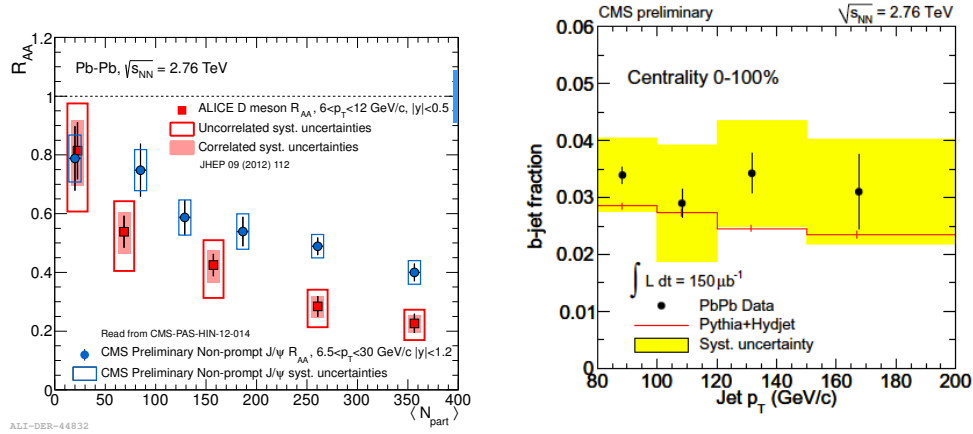 R_AA
1.2
1
0.8
0.6
0.4
0.2
0
Pb-Pb, √s_NN = 2.76 TeV
ALICE D meson R_AA, 6<p_T<12 GeV/c, |y|<0.5
Uncorrelated syst. uncertainties
Correlated syst. uncertainties
JHEP 09 (2012) 112
Read from CMS-PAS-HIN-12-014
CMS Preliminary Non-prompt J/ψ R_AA, 6.5<p_T<30 GeV/c |y|<1.2
CMS Preliminary Non-prompt J/ψ syst. uncertainties
0 50 100 150 200 250 300 350 400
⟨ N_part ⟩
ALI-DER-44832
CMS preliminary √s_NN = 2.76 TeV
b-jet fraction
0.06
0.05
0.04
0.03
0.02
0.01
0
Centrality 0-100%
∫ L dt = 150 μb⁻¹
PbPb Data
Pythia+Hydjet
Syst. uncertainty
80 100 120 140 160 180 200
Jet p_T (GeV/c)